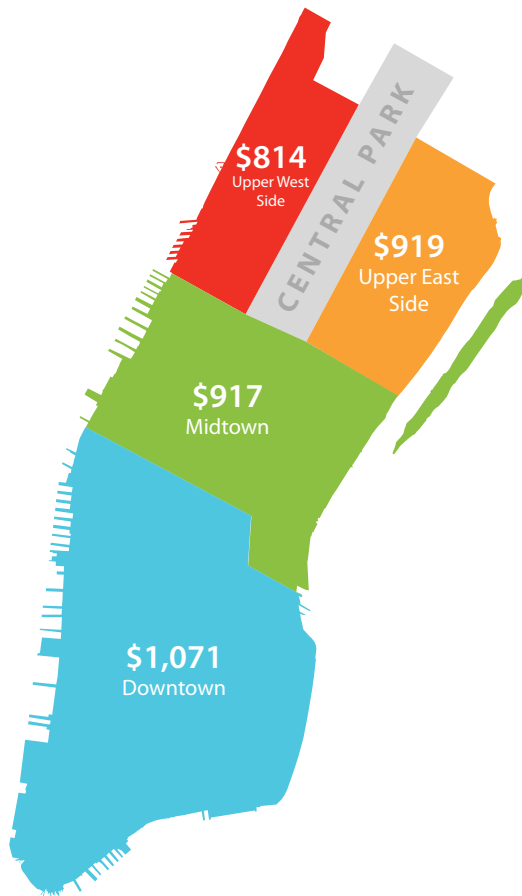 $814
Upper West
Side
CENTRAL PARK
$919
Upper East
Side
$917
Midtown
$1,071
Downtown